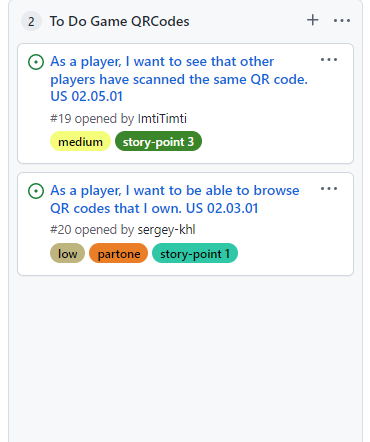 2 To Do Game QRCodes
As a player, I want to see that other
players have scanned the same QR code.
US 02.05.01
#19 opened by ImtiTimti
medium story-point 3
As a player, I want to be able to browse
QR codes that I own. US 02.03.01
#20 opened by sergey-khl
low partone story-point 1